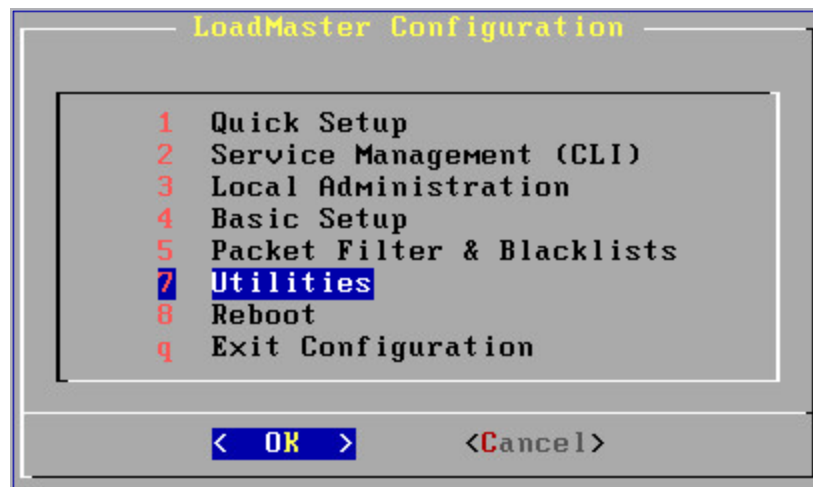 LoadMaster Configuration
1 Quick Setup
2 Service Management (CLI)
3 Local Administration
4 Basic Setup
5 Packet Filter & Blacklists
7 Utilities
8 Reboot
q Exit Configuration
< OK > <Cancel>